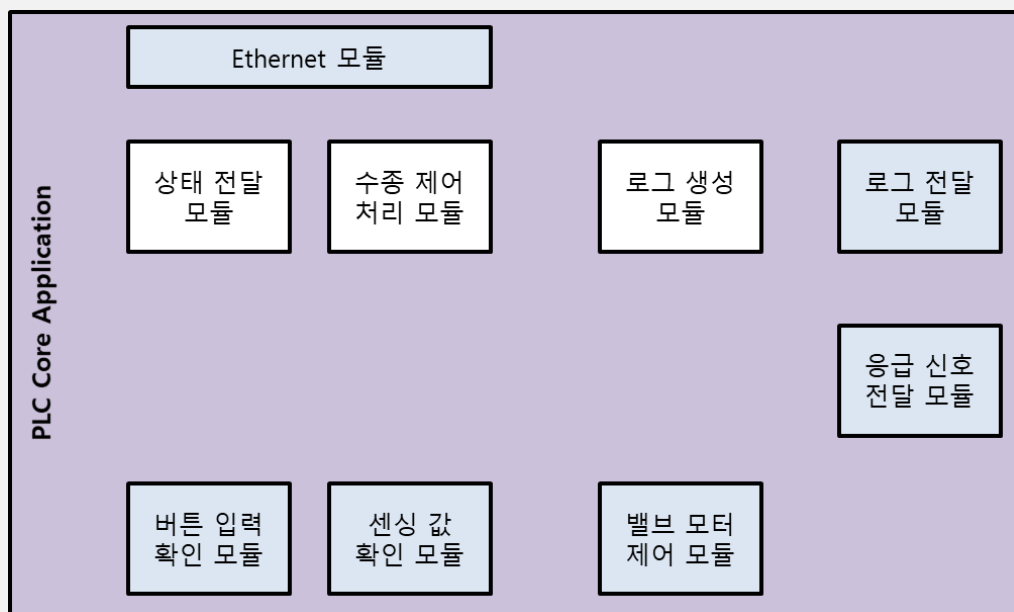 PLC Core Application
Ethernet 모듈
상태 전달
모듈
수종 제어
처리 모듈
로그 생성
모듈
로그 전달
모듈
응급 신호
전달 모듈
버튼 입력
확인 모듈
센싱 값
확인 모듈
밸브 모터
제어 모듈